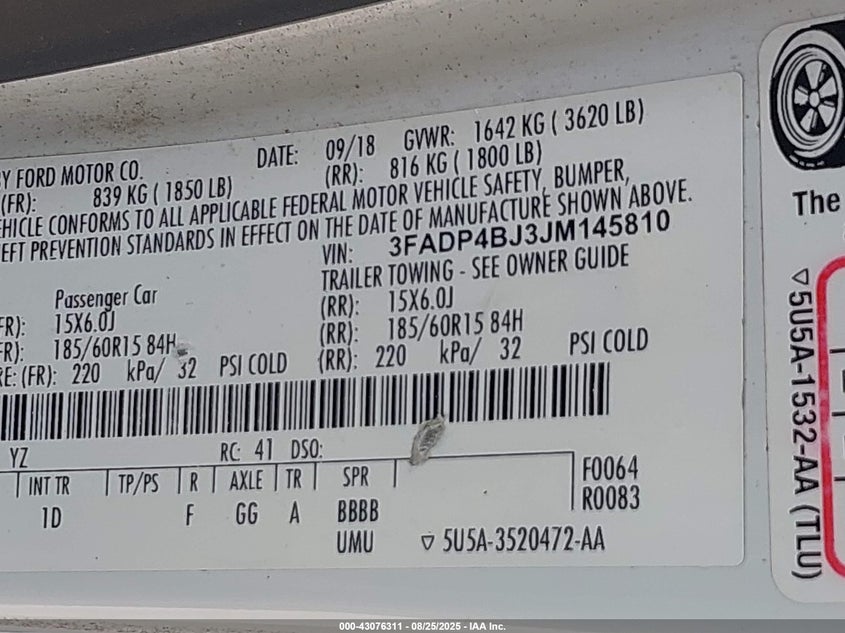 Y FORD MOTOR CO. DATE: 09/18 GVWR: 1642 KG ( 3620 LB)
(FR): 839 KG ( 1850 LB) (RR): 816 KG ( 1800 LB)
EHICLE CONFORMS TO ALL APPLICABLE FEDERAL MOTOR VEHICLE SAFETY, BUMPER,
EFT PREVENTION STANDARDS IN EFFECT ON THE DATE OF MANUFACTURE SHOWN ABOVE.
VIN: 3FADP4BJ3JM145810
Passenger Car TRAILER TOWING - SEE OWNER GUIDE
FR): 15X6.0J (RR): 15X6.0J
FR): 185/60R15 84H (RR): 185/60R15 84H
RE: (FR): 220 kPa/ 32 PSI COLD (RR): 220 kPa/ 32 PSI COLD
YZ RC: 41 DSO:
INT TR TP/PS R AXLE TR SPR F0064
1D F GG A BBBB R0083
UMU ▽ 5U5A-3520472-AA
The
▽5U5A-1532-AA (TLU)
000-43076311 - 08/25/2025 - IAA Inc.